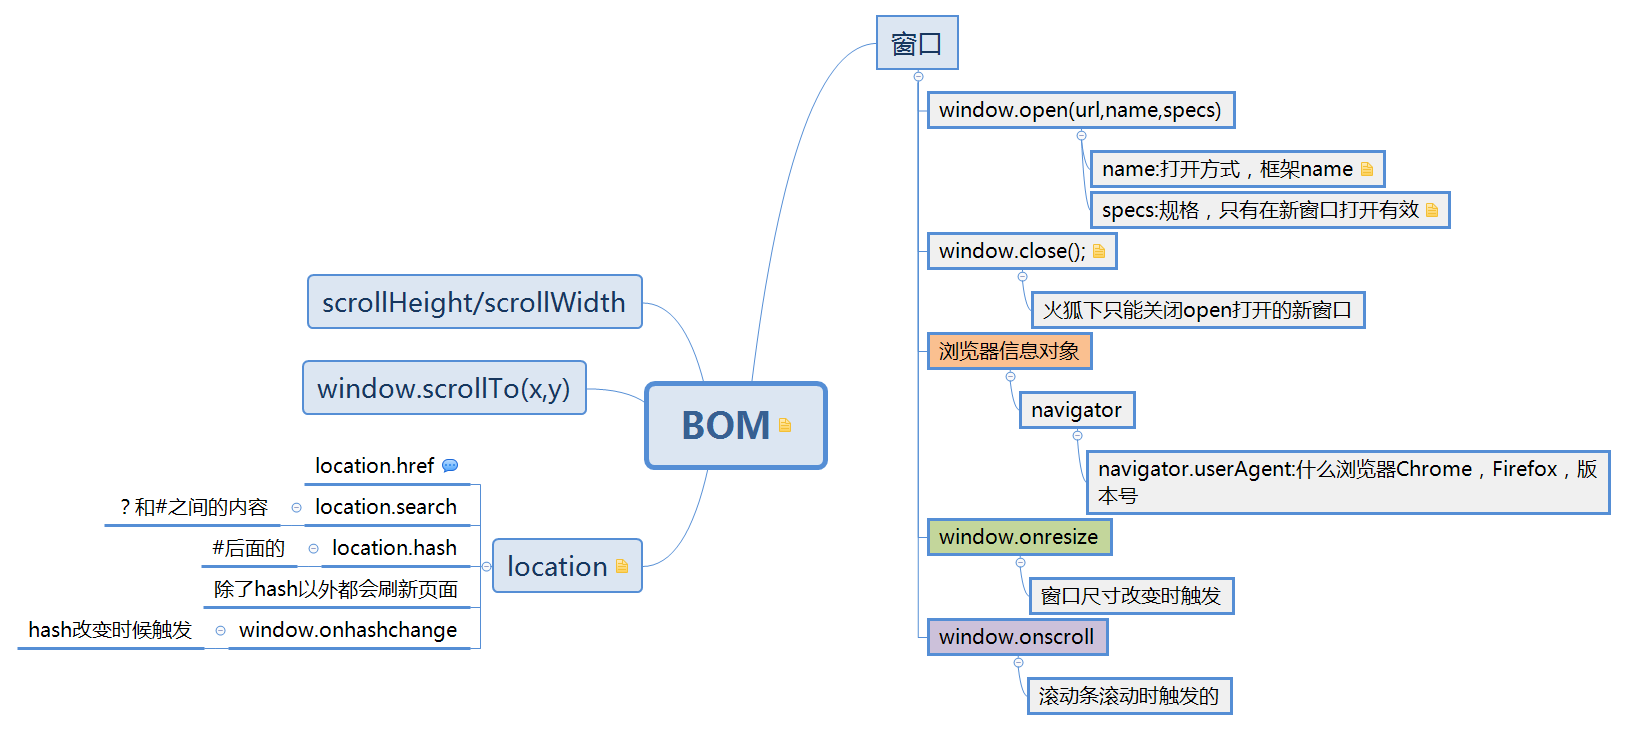 窗口
window.open(url,name,specs)
name:打开方式，框架name
specs:规格，只有在新窗口打开有效
window.close();
火狐下只能关闭open打开的新窗口
浏览器信息对象
navigator
navigator.userAgent:什么浏览器Chrome，Firefox，版
本号
window.onresize
窗口尺寸改变时触发
window.onscroll
滚动条滚动时触发的
BOM
scrollHeight/scrollWidth
window.scrollTo(x,y)
location
location.href
location.search
？和#之间的内容
location.hash
#后面的
除了hash以外都会刷新页面
window.onhashchange
hash改变时候触发